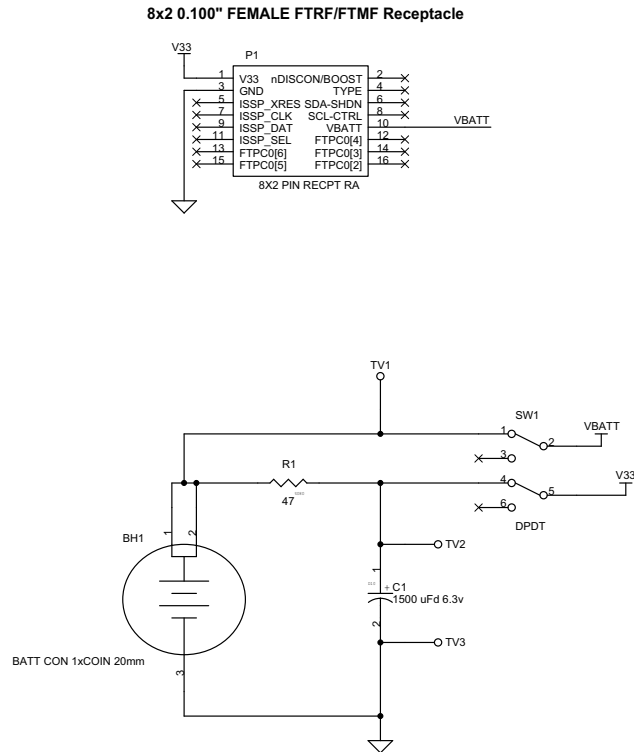 8x2 0.100" FEMALE FTRF/FTMF Receptacle
V33
P1
1 V33 nDISCON/BOOST 2
3 GND TYPE 4
5 ISSP_XRES SDA-SHDN 6
7 ISSP_CLK SCL-CTRL 8
9 ISSP_DAT VBATT 10 VBATT
11 ISSP_SEL FTPC0[4] 12
13 FTPC0[6] FTPC0[3] 14
15 FTPC0[5] FTPC0[2] 16
8X2 PIN RECPT RA
TV1
SW1
1 2 VBATT
3
R1
47
4 5 V33
6
DPDT
BH1
1 2
TV2
1
+ C1
1500 uFd 6.3v
2
TV3
BATT CON 1xCOIN 20mm
3